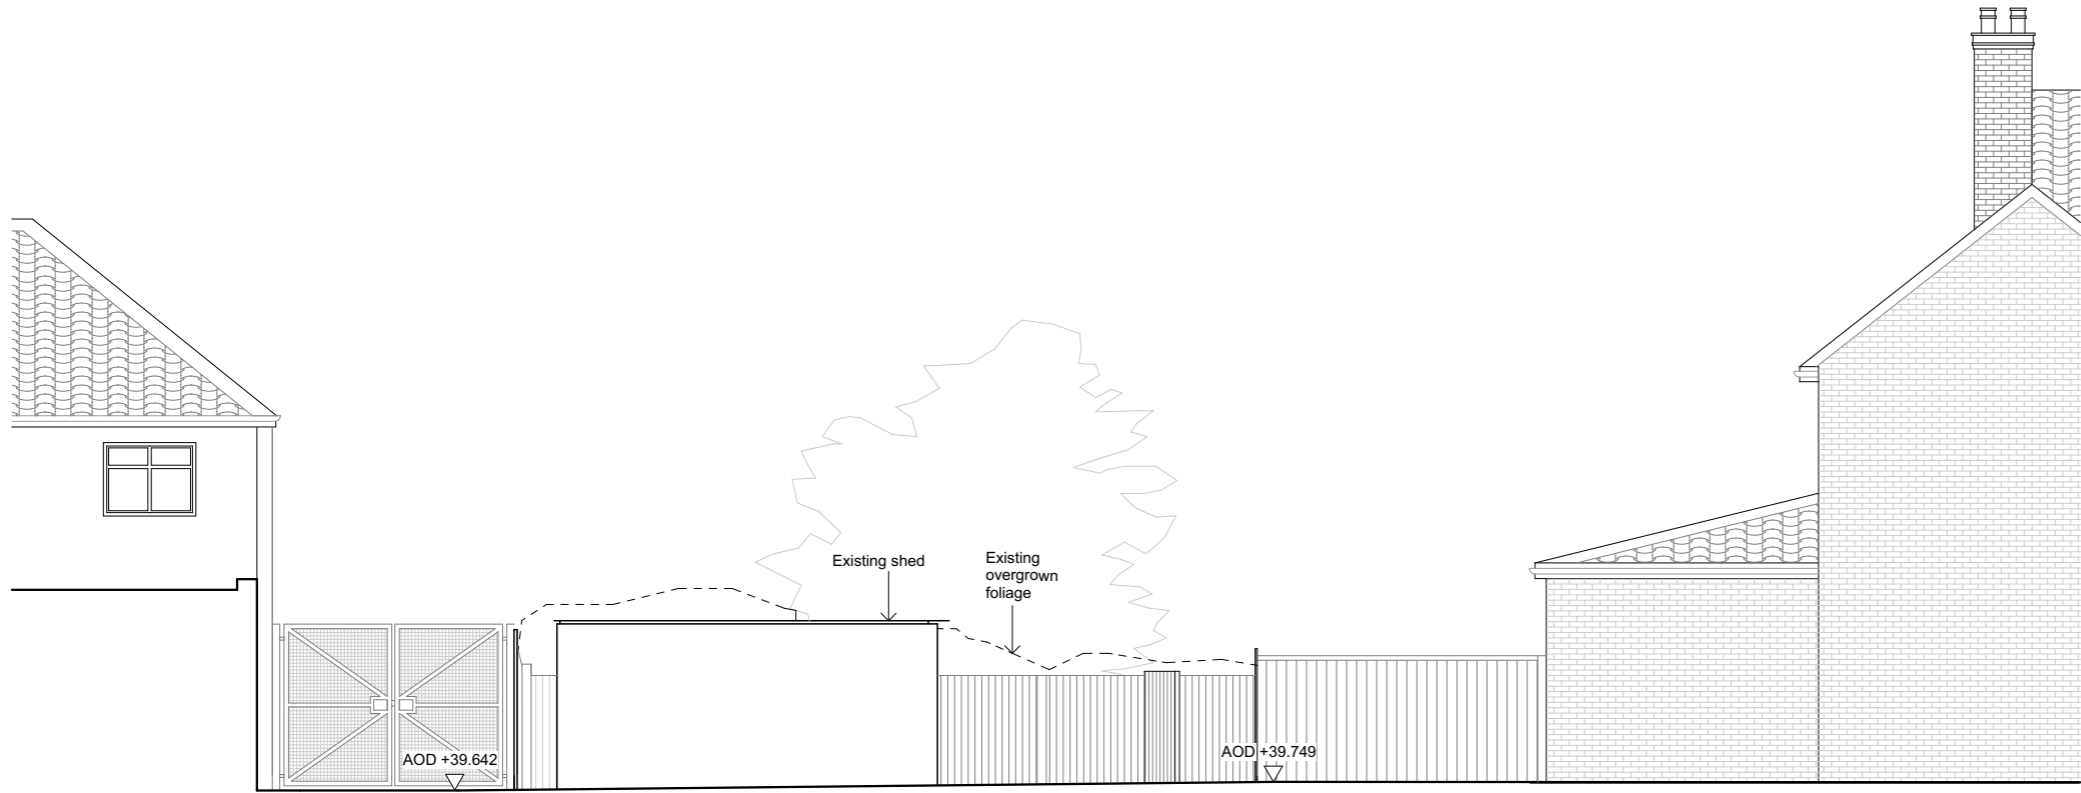 Existing shed
Existing
overgrown
foliage
AOD +39.642
AOD +39.749